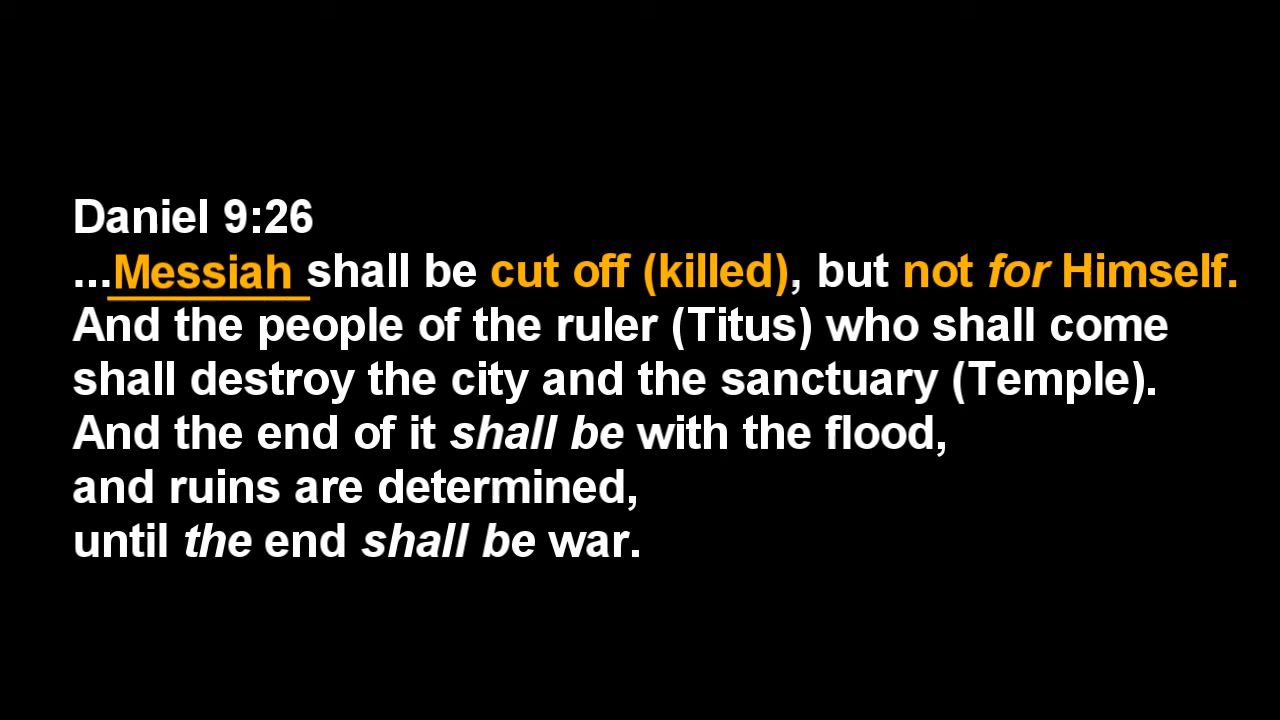 Daniel 9:26
...Messiah shall be cut off (killed), but not for Himself.
And the people of the ruler (Titus) who shall come
shall destroy the city and the sanctuary (Temple).
And the end of it shall be with the flood,
and ruins are determined,
until the end shall be war.